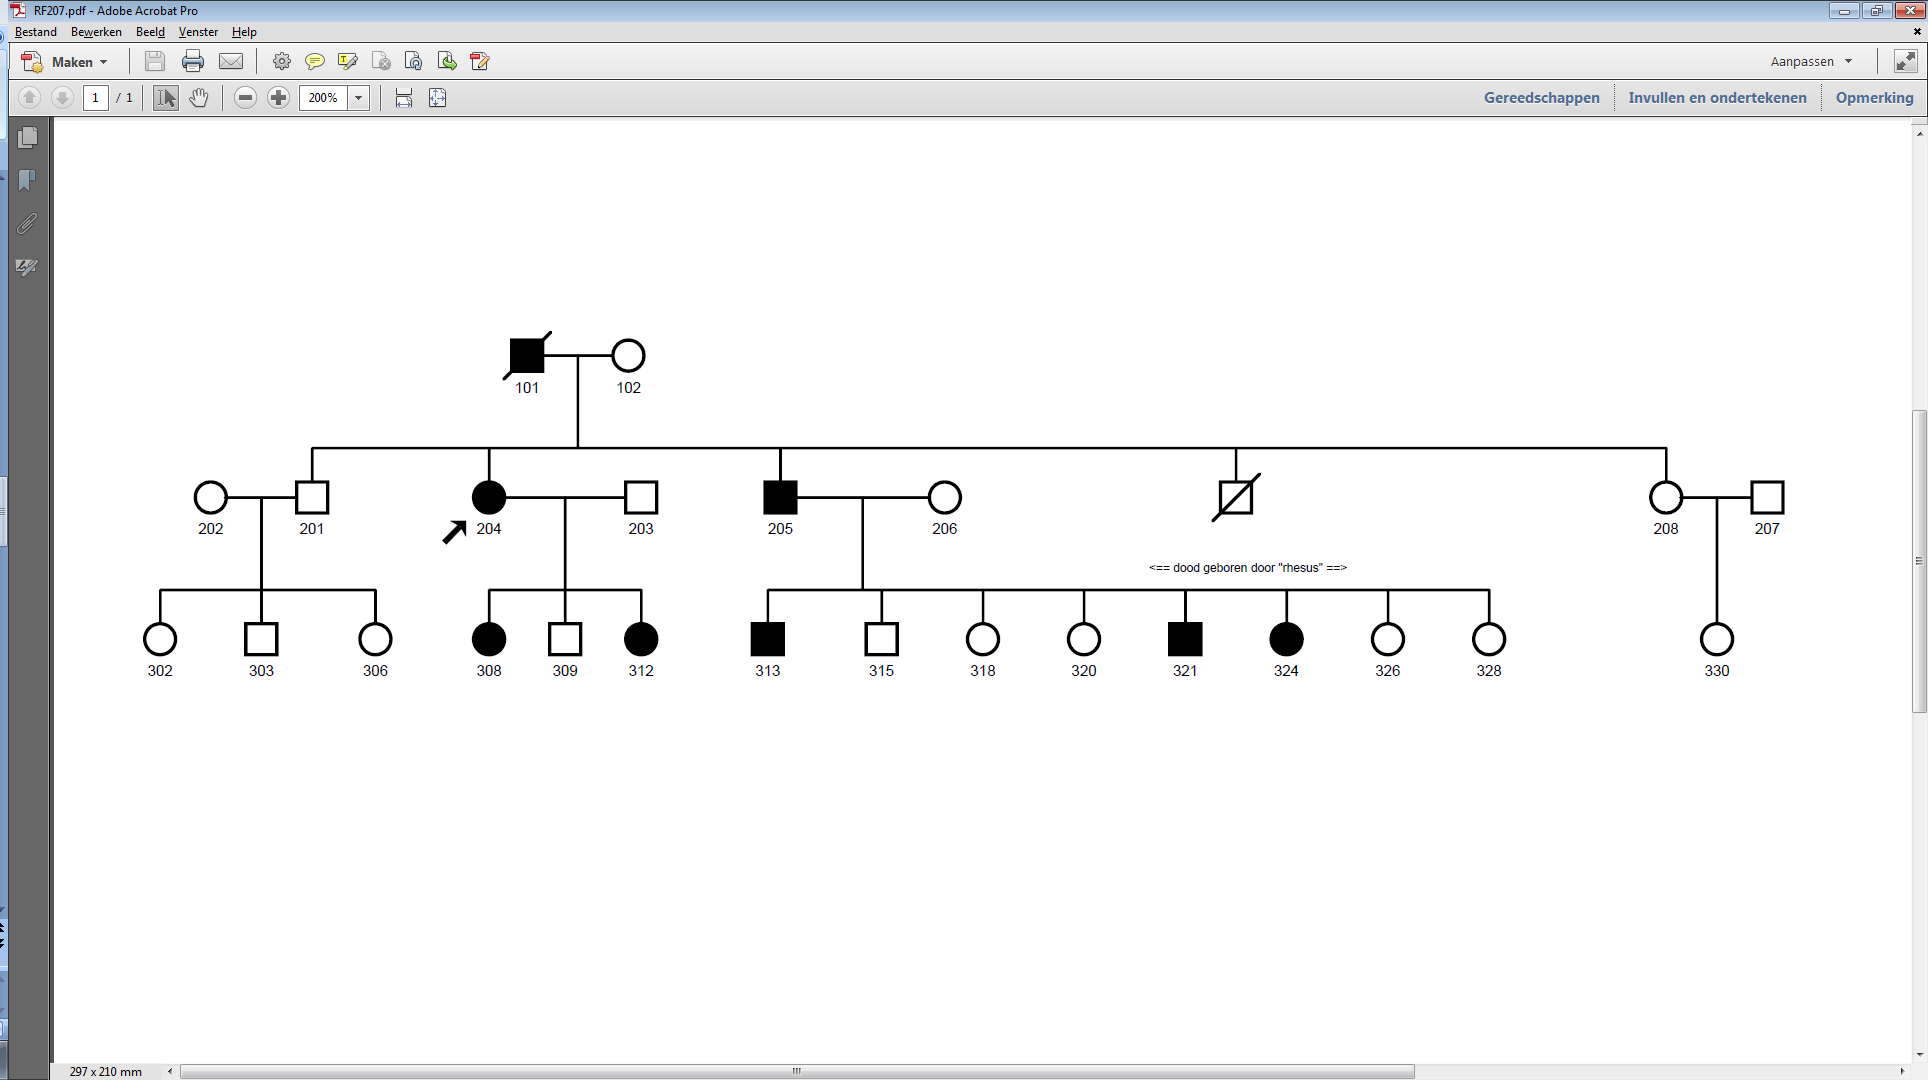 RF207.pdf - Adobe Acrobat Pro
Bestand Bewerken Beeld Venster Help
Maken Aanpassen
1 / 1 200% Gereedschappen Invullen en ondertekenen Opmerking
101 102
202 201 204 203 205 206 208 207
<== dood geboren door "rhesus" ==>
302 303 306 308 309 312 313 315 318 320 321 324 326 328 330
297 x 210 mm